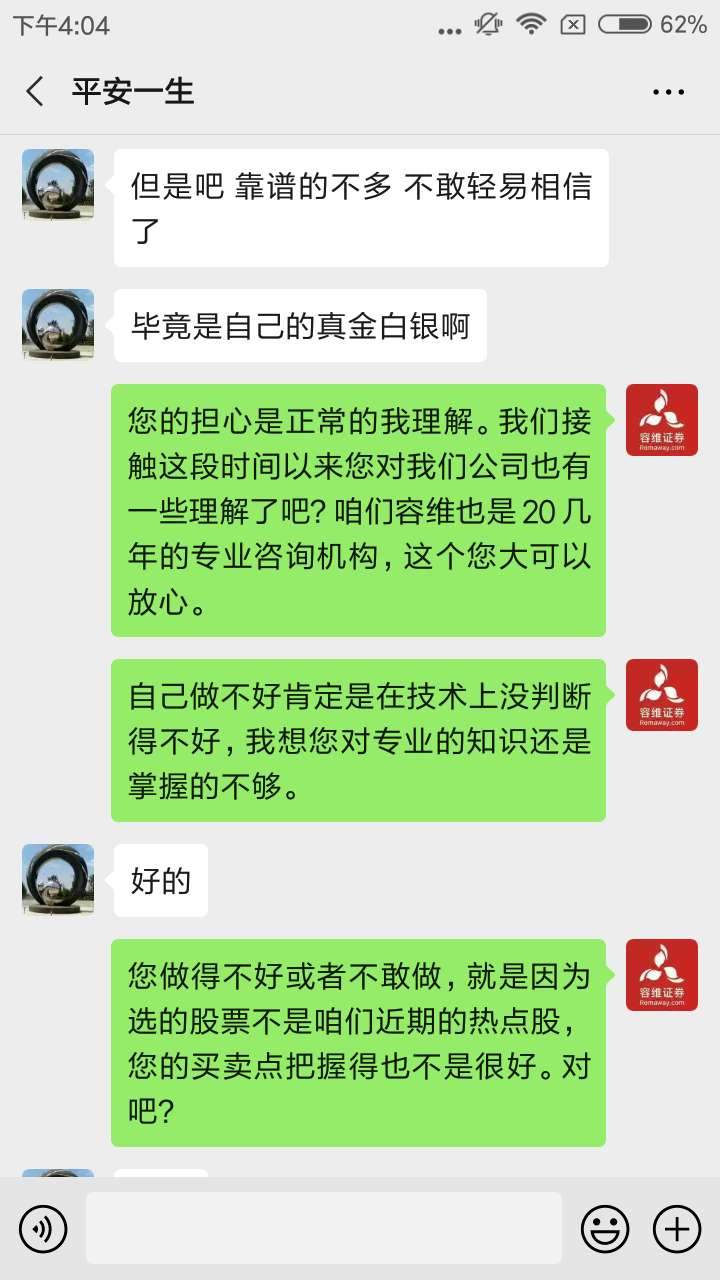 下午4:04
62%
平安一生
但是吧 靠谱的不多 不敢轻易相信
了
毕竟是自己的真金白银啊
您的担心是正常的我理解。我们接
触这段时间以来您对我们公司也有
一些理解了吧?咱们容维也是20几
年的专业咨询机构,这个您大可以
放心。
容维证券
Romaway.com
自己做不好肯定是在技术上没判断
得不好,我想您对专业的知识还是
掌握的不够。
容维证券
Romaway.com
好的
您做得不好或者不敢做,就是因为
选的股票不是咱们近期的热点股,
您的买卖点把握得也不是很好。对
吧?
容维证券
Romaway.com